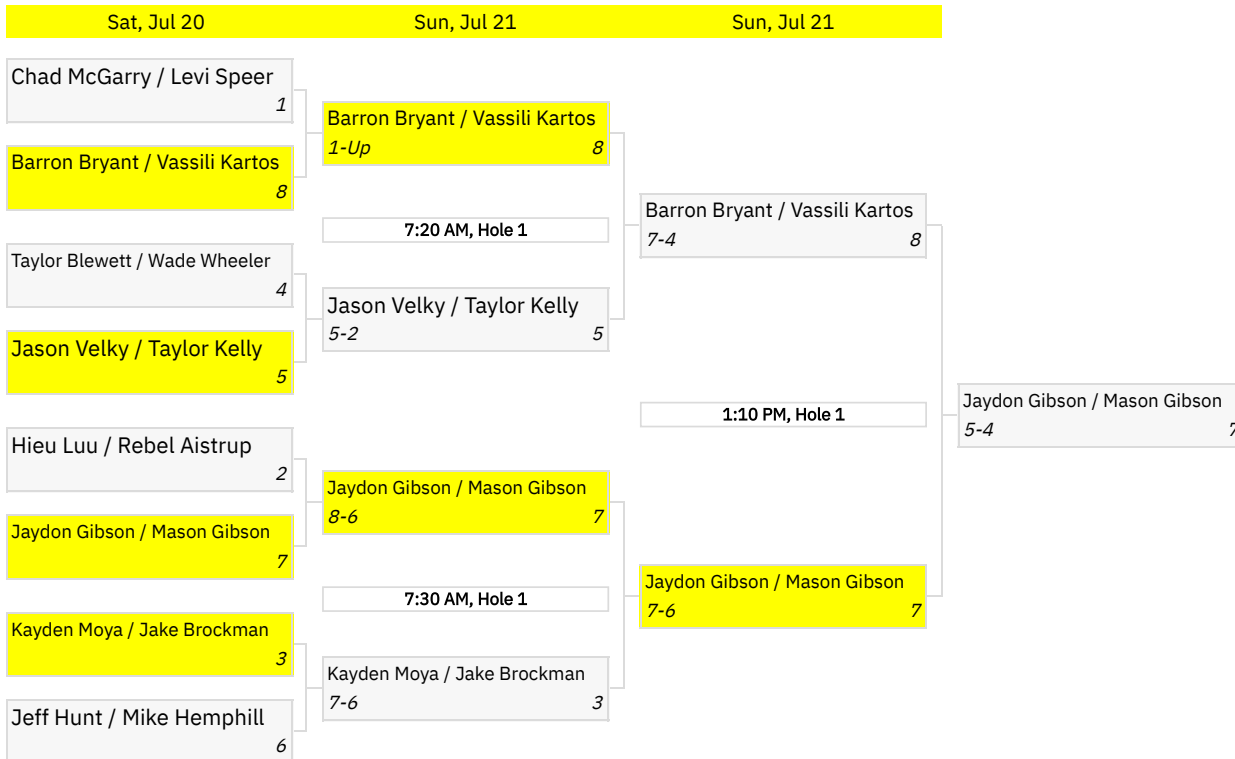 Sat, Jul 20
Sun, Jul 21
Sun, Jul 21
Chad McGarry / Levi Speer
1
Barron Bryant / Vassili Kartos
8
Taylor Blewett / Wade Wheeler
4
Jason Velky / Taylor Kelly
5
Hieu Luu / Rebel Aistrup
2
Jaydon Gibson / Mason Gibson
7
Kayden Moya / Jake Brockman
3
Jeff Hunt / Mike Hemphill
6
Barron Bryant / Vassili Kartos
1-Up 8
7:20 AM, Hole 1
Jason Velky / Taylor Kelly
5-2 5
Jaydon Gibson / Mason Gibson
8-6 7
7:30 AM, Hole 1
Kayden Moya / Jake Brockman
7-6 3
Barron Bryant / Vassili Kartos
7-4 8
1:10 PM, Hole 1
Jaydon Gibson / Mason Gibson
7-6 7
Jaydon Gibson / Mason Gibson
5-4 7